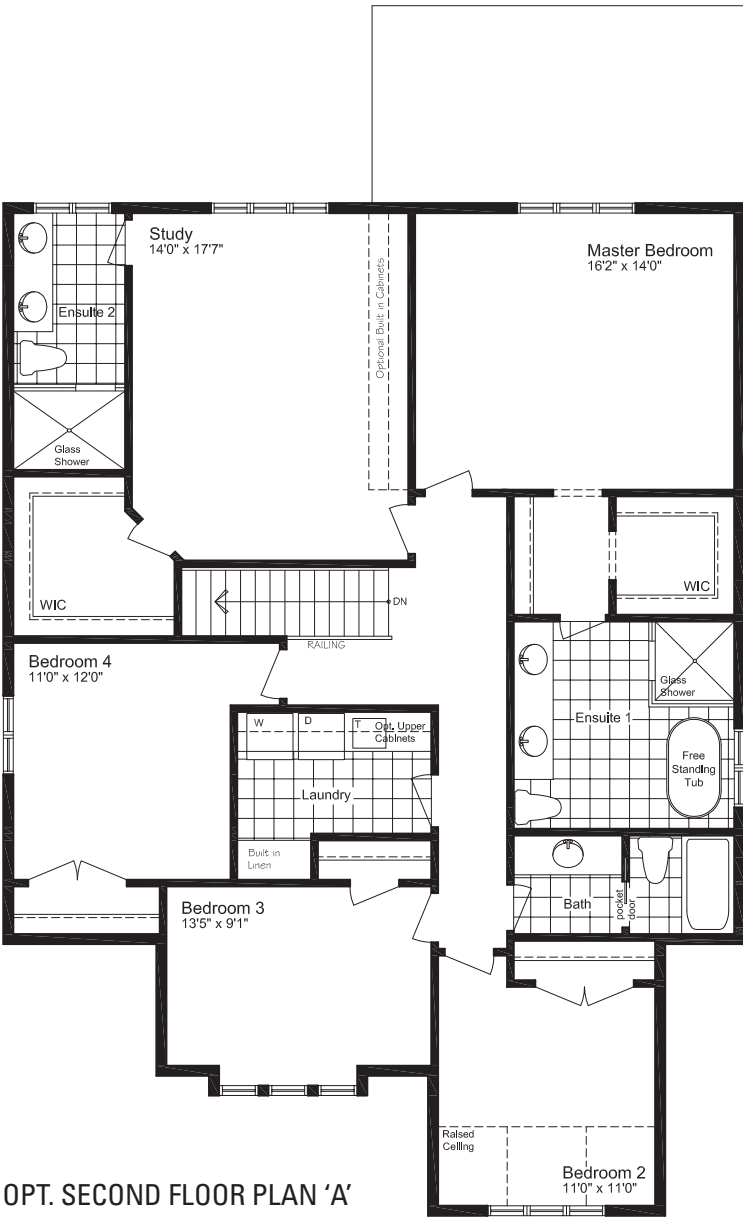 Study
14'0" x 17'7"
Master Bedroom
16'2" x 14'0"
Optional Built in Cabinets
Ensuite 2
Glass
Shower
WIC
WIC
DN
RAILING
Bedroom 4
11'0" x 12'0"
Glass
Shower
Ensuite 1
W
D
T
Opt. Upper
Cabinets
Free
Standing
Tub
Laundry
Built in
Linen
Bath
pocket
door
Bedroom 3
13'5" x 9'1"
Raised
Ceiling
Bedroom 2
11'0" x 11'0"
OPT. SECOND FLOOR PLAN ‘A’